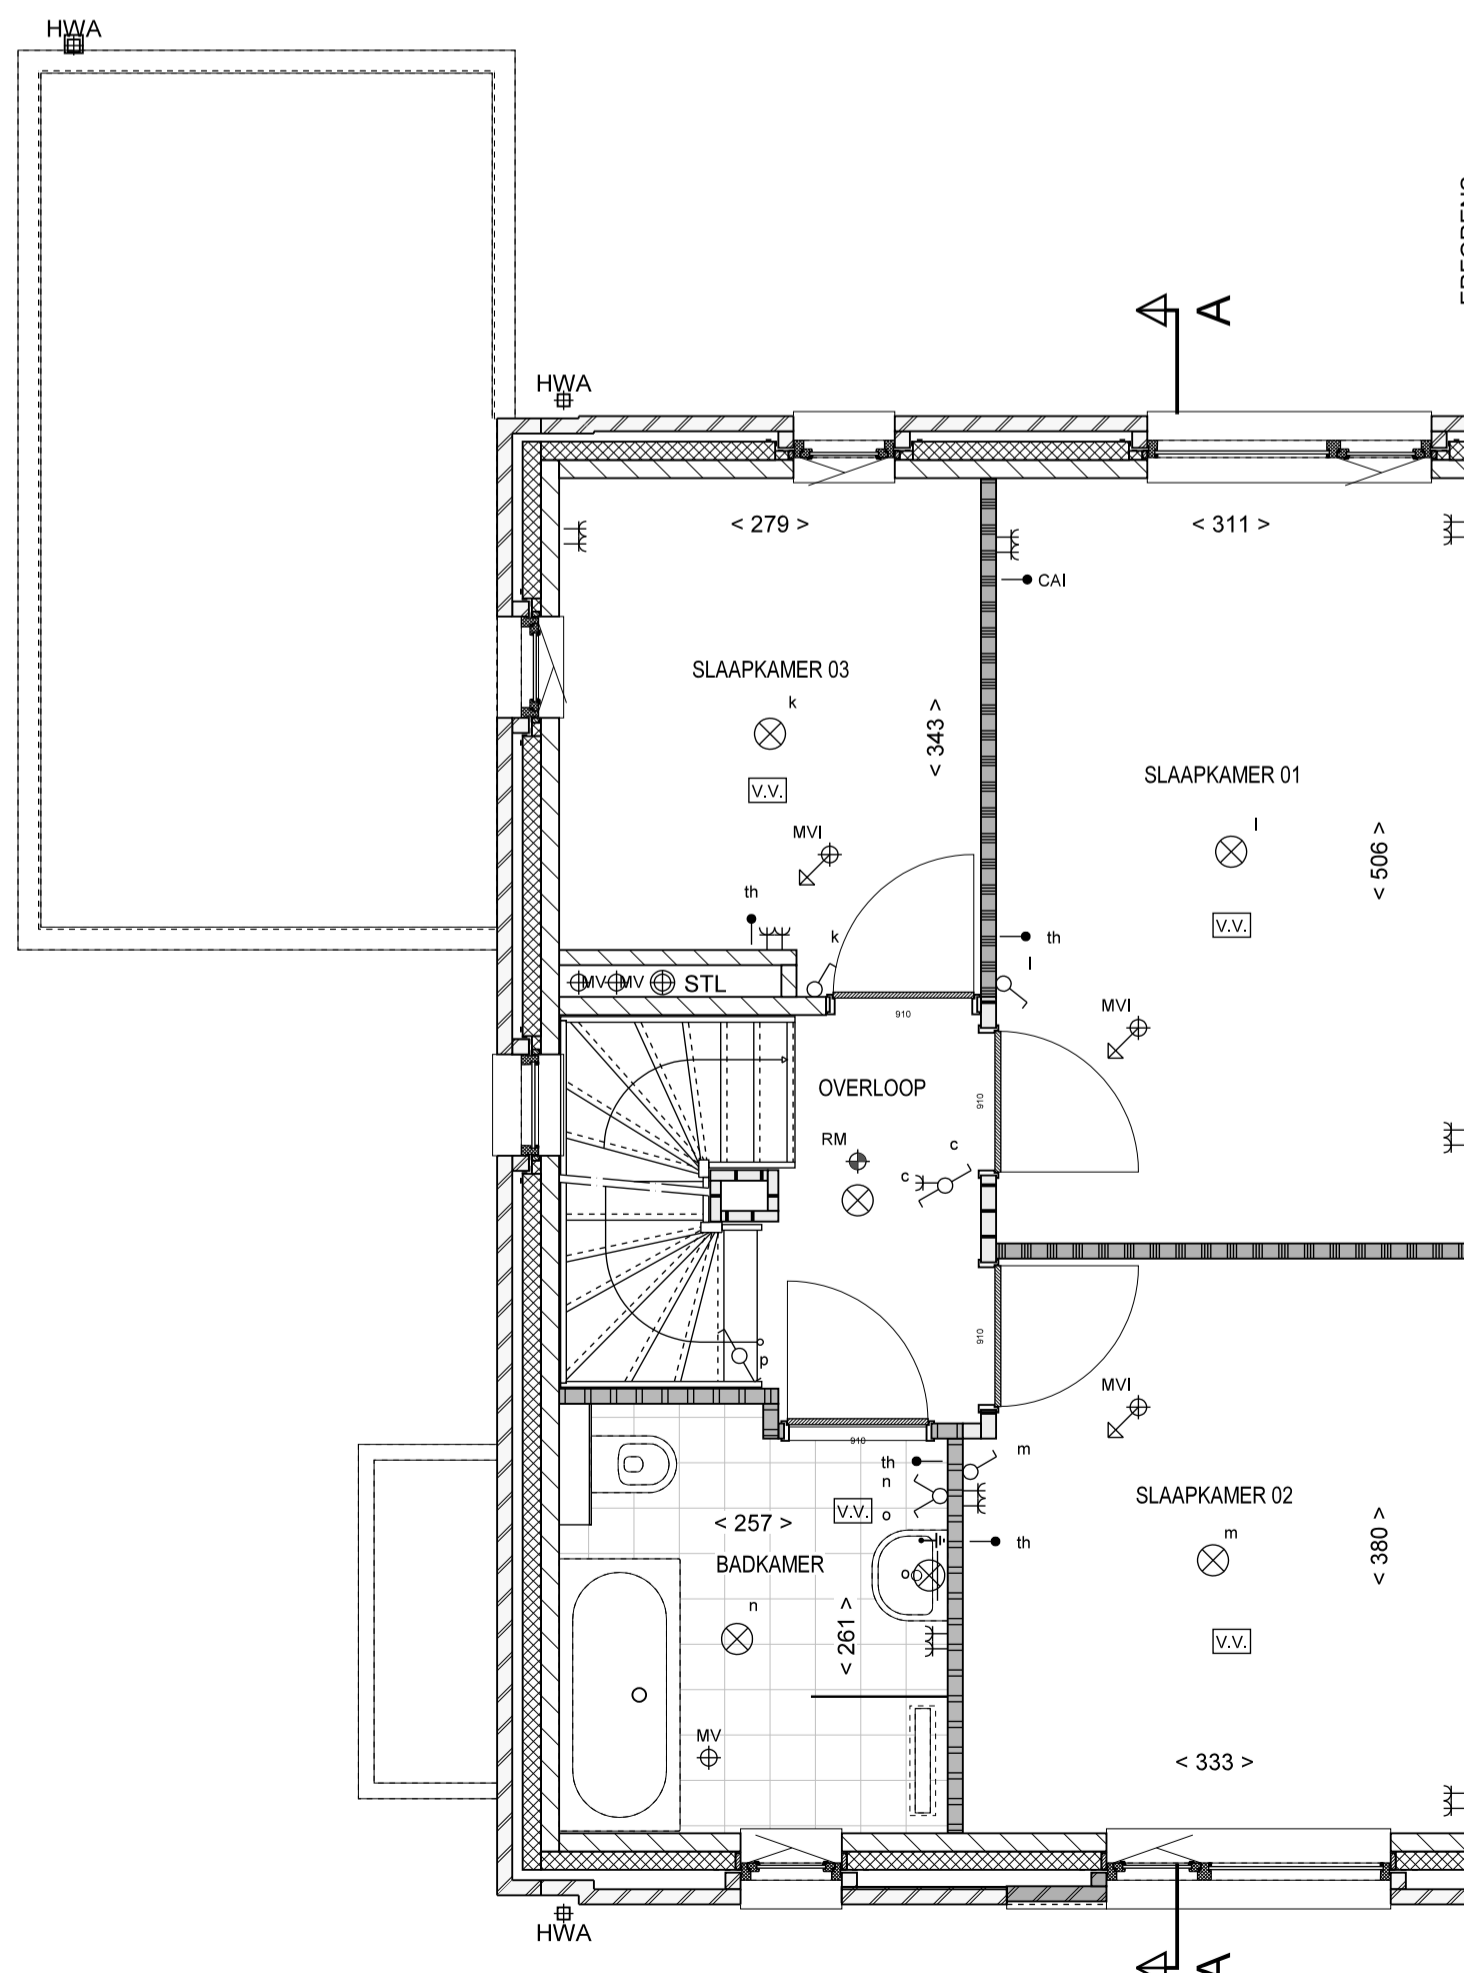 HWA
A
HWA
< 279 >
< 311 >
CAI
SLAAPKAMER 03
k
< 343 >
V.V.
SLAAPKAMER 01
l
MVI
< 506 >
th
V.V.
k
th
l
MV
MV
STL
910
MVI
OVERLOOP
910
RM
c
c
910
p
MVI
910
th
m
n
V.V.
o
< 257 >
SLAAPKAMER 02
th
m
BADKAMER
o
< 380 >
n
< 261 >
V.V.
MV
< 333 >
HWA
A